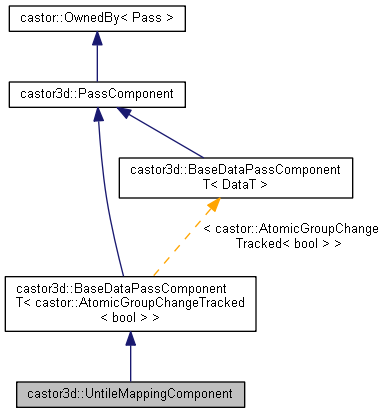 castor::OwnedBy< Pass >
castor3d::PassComponent
castor3d::BaseDataPassComponent
T< DataT >
< castor::AtomicGroupChange
Tracked< bool > >
castor3d::BaseDataPassComponent
T< castor::AtomicGroupChangeTracked
< bool > >
castor3d::UntileMappingComponent